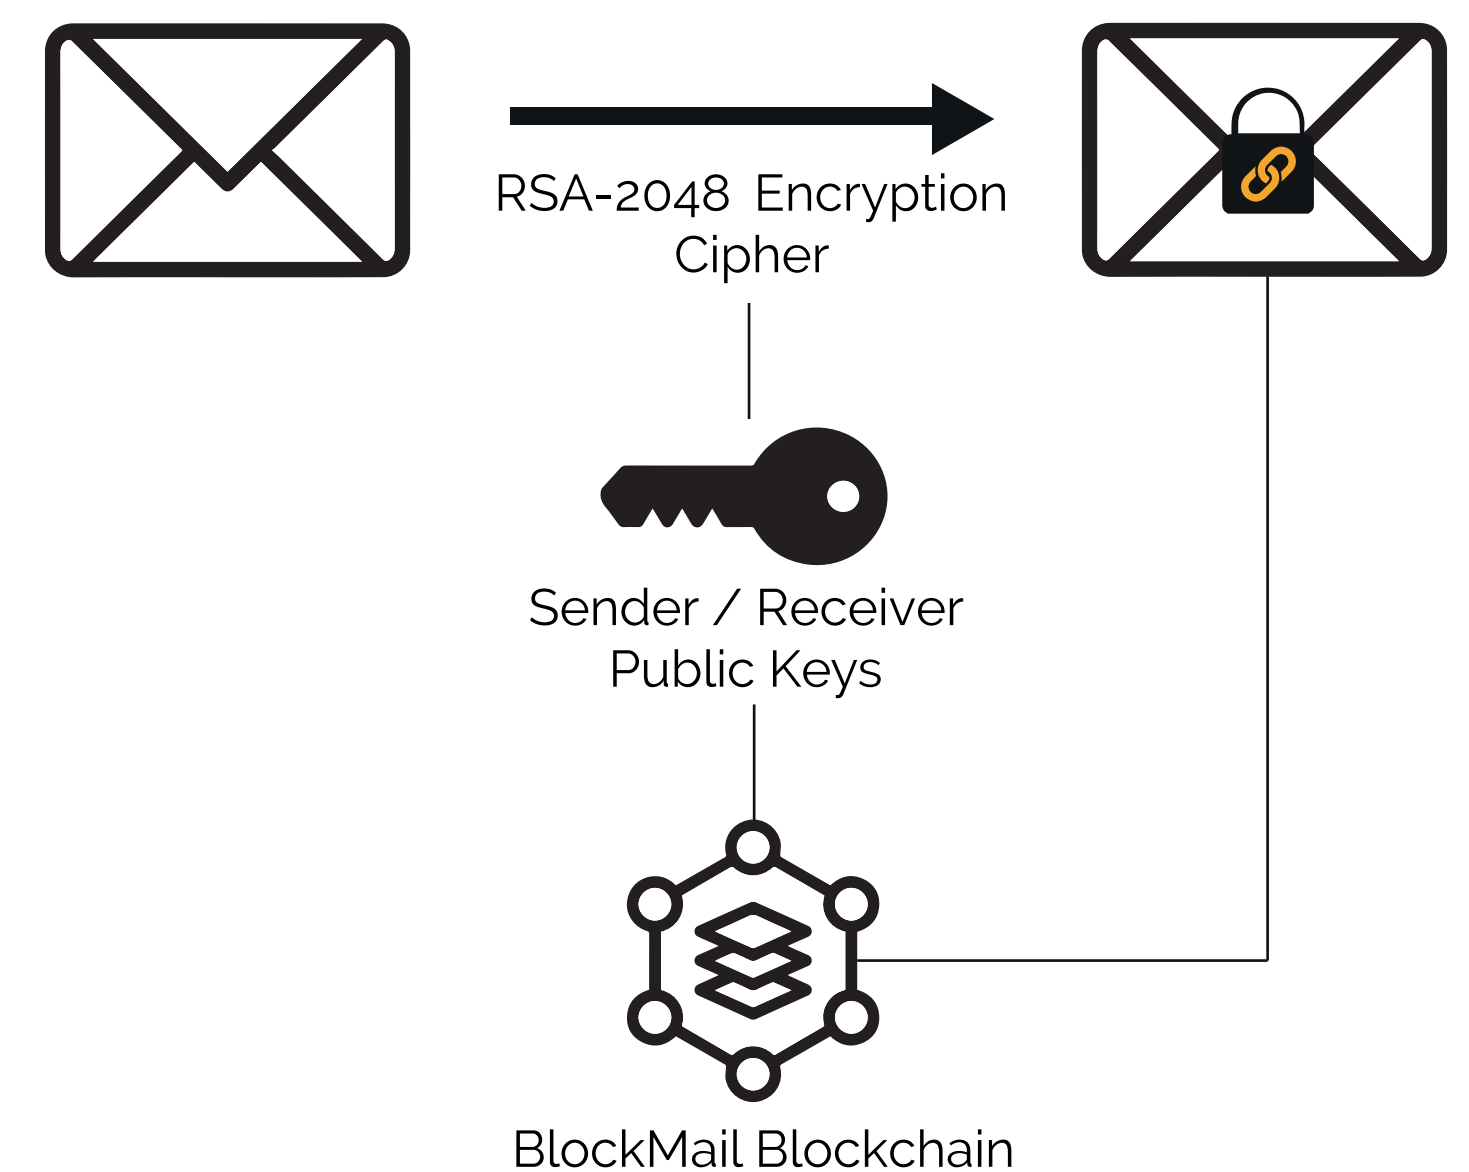 RSA-2048 Encryption
Cipher
Sender / Receiver
Public Keys
BlockMail Blockchain